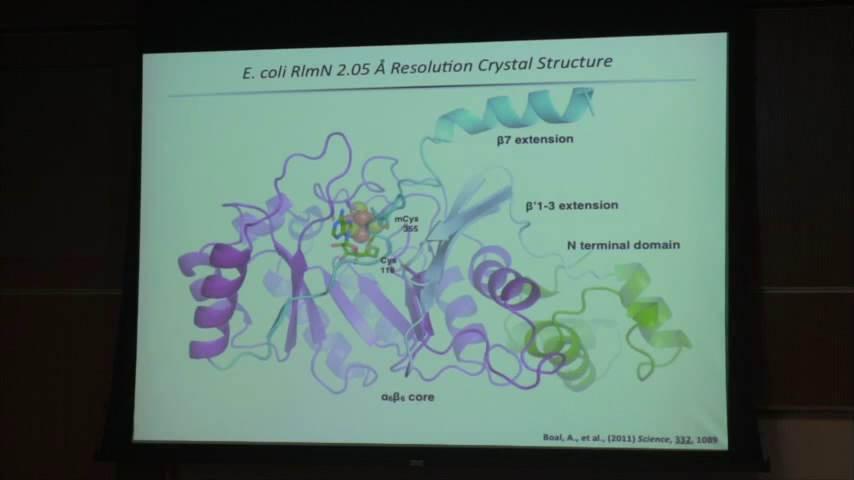 E. coli RlmN 2.05 Å Resolution Crystal Structure
β7 extension
β'1-3 extension
mCys
355
N terminal domain
Cys
118
α₆β₆ core
Boal, A., et al., (2011) Science, 332, 1089